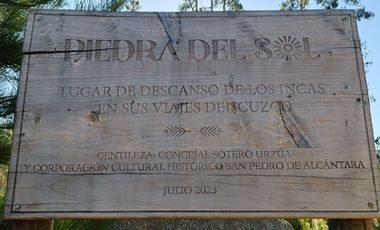 PIEDRA DEL SOL
LUGAR DE DESCANSO DE LOS INCAS
EN SUS VIAJES DEL CUZCO
GENTILEZA: CONCEJAL SOTERO URZÚA
Y CORPORACIÓN CULTURAL HISTÓRICO SAN PEDRO DE ALCÁNTARA
JULIO 2023